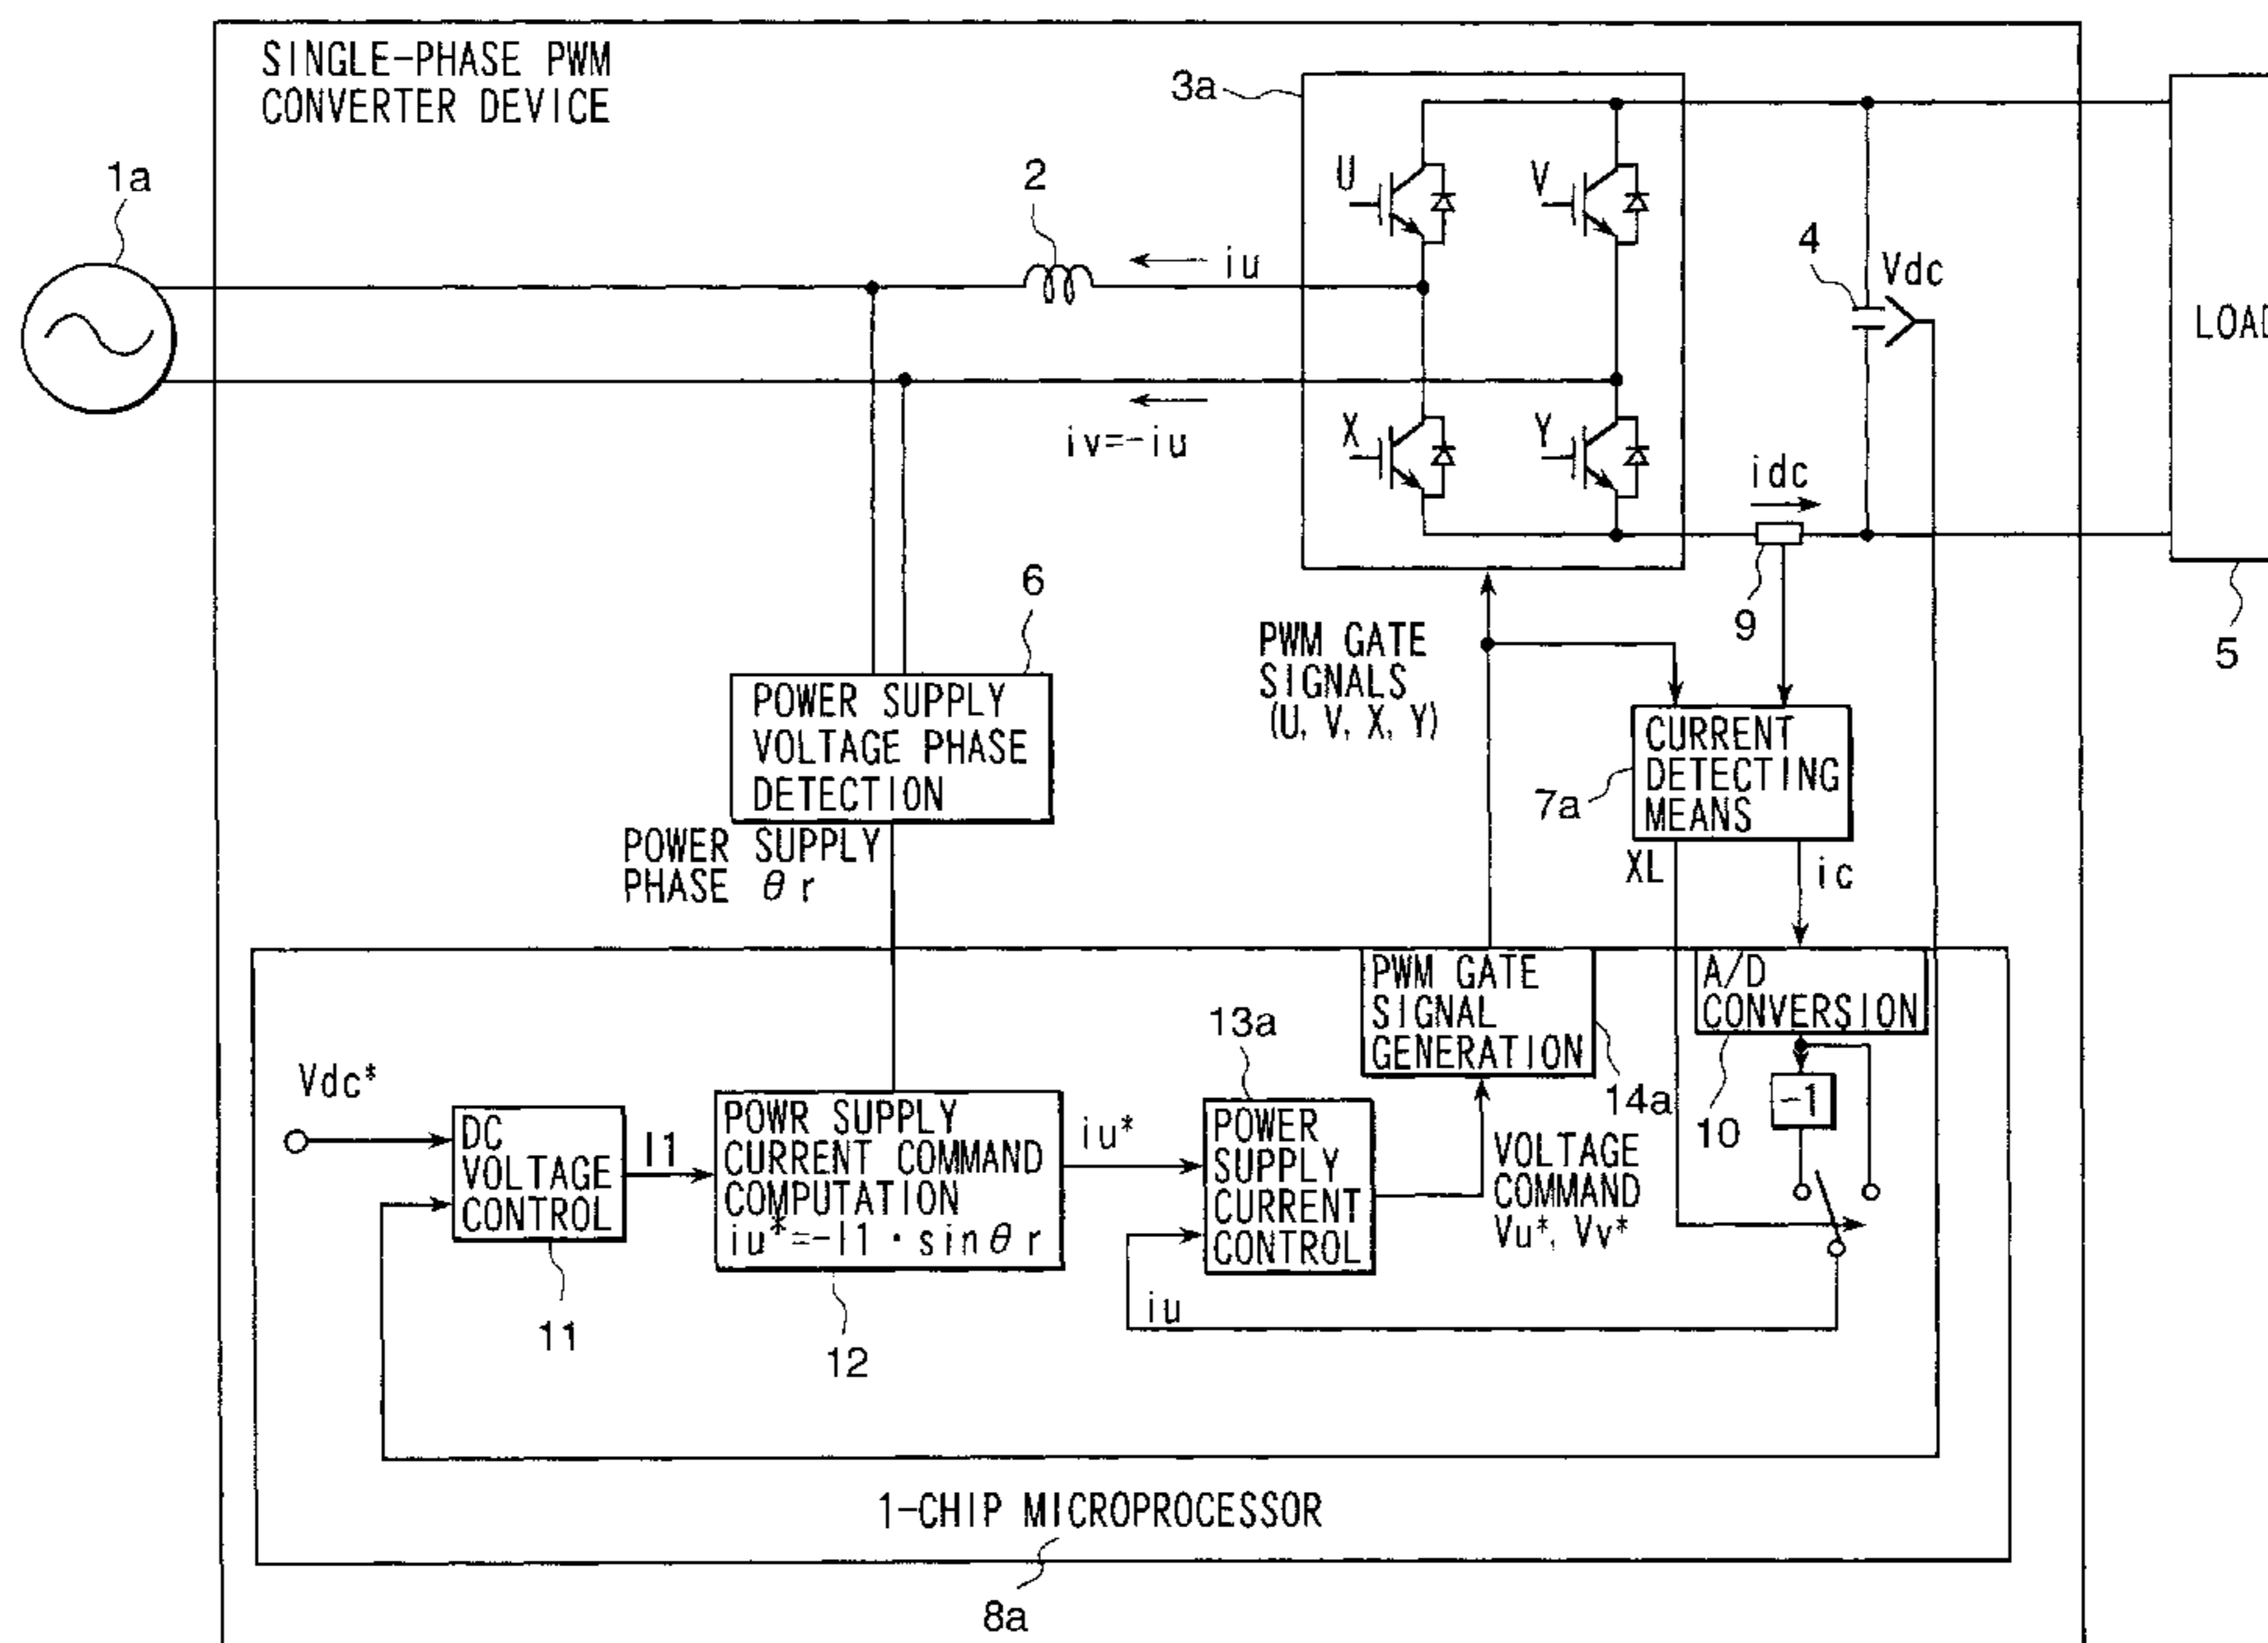 SINGLE-PHASE PWM
CONVERTER DEVICE
1a
2
iu
iv=-iu
3a
U
V
X
Y
4
Vdc
idc
9
5
6
POWER SUPPLY
VOLTAGE PHASE
DETECTION
POWER SUPPLY
PHASE θr
PWM GATE
SIGNALS
(U, V, X, Y)
CURRENT
DETECTING
MEANS
7a
XL
ic
PWM GATE
SIGNAL
GENERATION
14a
A/D
CONVERSION
10
-1
Vdc*
DC
VOLTAGE
CONTROL
11
I1
POWR SUPPLY
CURRENT COMMAND
COMPUTATION
iu*=-I1・sinθr
12
iu*
13a
POWER
SUPPLY
CURRENT
CONTROL
iu
VOLTAGE
COMMAND
Vu*, Vv*
1-CHIP MICROPROCESSOR
8a